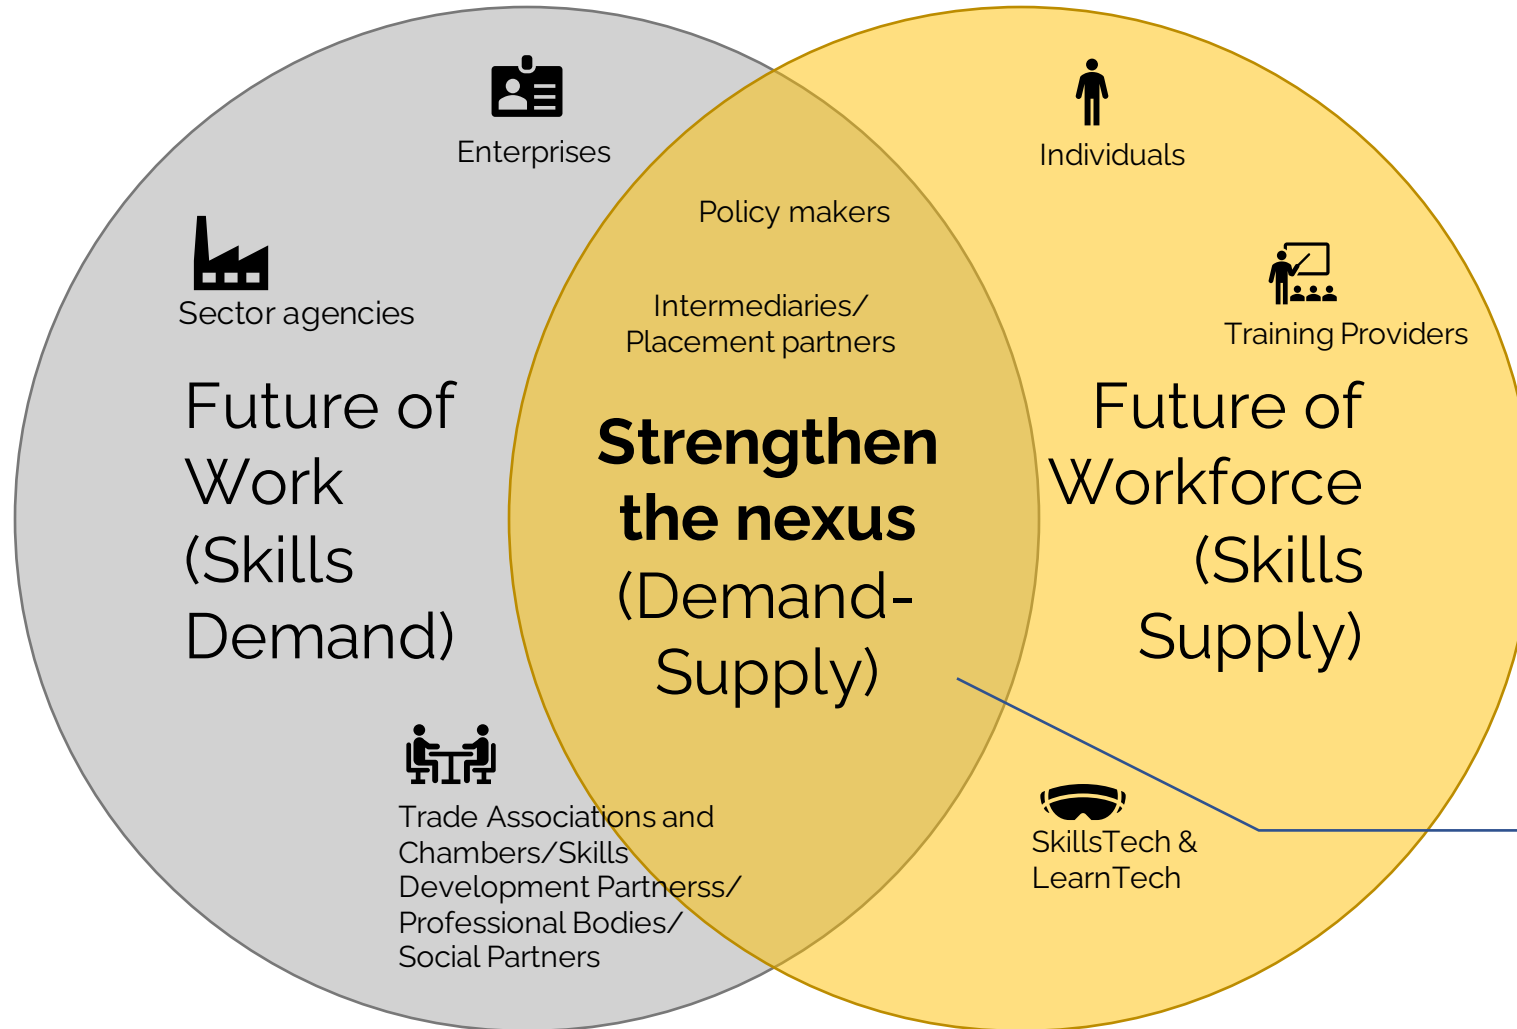 Enterprises
Individuals
Policy makers
Sector agencies
Intermediaries/
Placement partners
Training Providers
Future of
Work
(Skills
Demand)
Strengthen
the nexus
(Demand-
Supply)
Future of
Workforce
(Skills
Supply)
Trade Associations and
Chambers/Skills
Development Partnerss/
Professional Bodies/
Social Partners
SkillsTech &
LearnTech